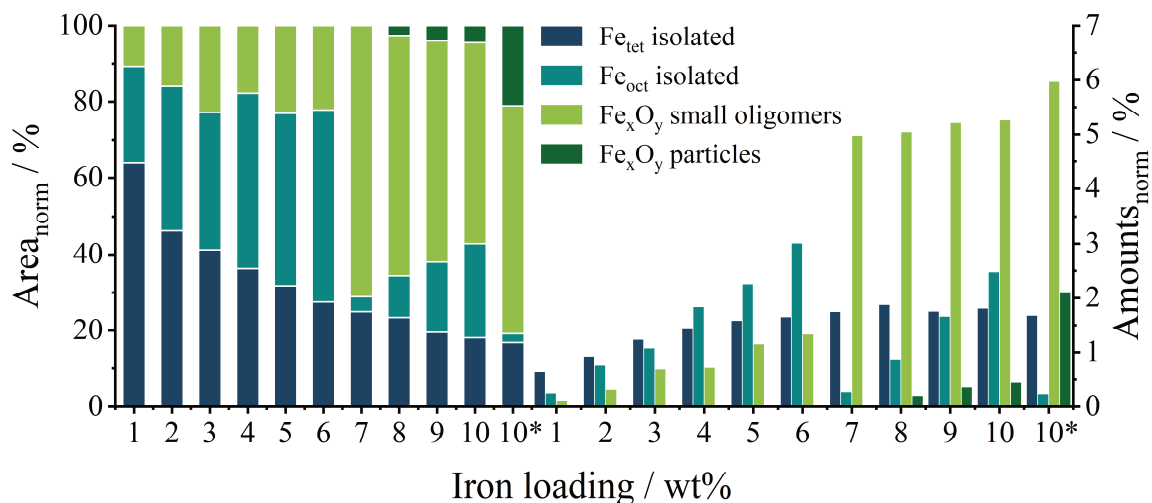 Area_norm / %
100
80
60
40
20
0
Fe_tet isolated
Fe_oct isolated
Fe_xO_y small oligomers
Fe_xO_y particles
7
6
5
4
3
2
1
0
Amounts_norm / %
1 2 3 4 5 6 7 8 9 10 10* 1 2 3 4 5 6 7 8 9 10 10*
Iron loading / wt%